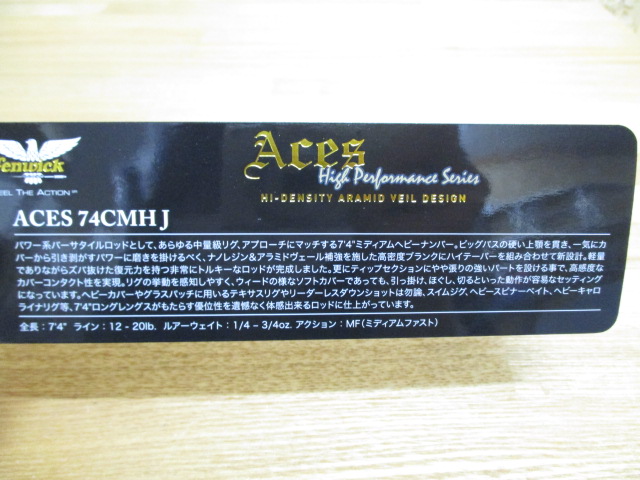 Fenwick
Aces
High Performance Series
FEEL THE ACTION
HI-DENSITY ARAMID VEIL DESIGN
ACES 74CMH J
パワー系バーサタイルロッドとして、あらゆる中量級リグ、アプローチにマッチする7'4"ミディアムヘビーナンバー。ビッグバスの硬い上顎を貫き、一気にカ
バーから引き剥がすパワーに磨きを掛けるべく、ナノレジン&アラミドヴェール補強を施した高密度ブランクにハイテーパーを組み合わせて新設計。軽量
でありながらズバ抜けた復元力を持つ非常にトルキーなロッドが完成しました。更にティップセクションにやや張りの強いパートを設ける事で、高感度な
カバーコンタクト性を実現。リグの挙動を感知しやすく、ウィードの様なソフトカバーであっても、引っ掛け、ほぐし、切るといった動作が容易なセッティング
になっています。ヘビーカバーやグラスパッチに用いるテキサスリグやリーダーレスダウンショットは勿論、スイムジグ、ヘビースピナーベイト、ヘビーキャロ
ライナリグ等、7'4"ロングレングスがもたらす優位性を遺憾なく体感出来るロッドに仕上がっています。
全長：7'4" ライン：12 - 20lb. ルアーウェイト：1/4 - 3/4oz. アクション：MF(ミディアムファスト)